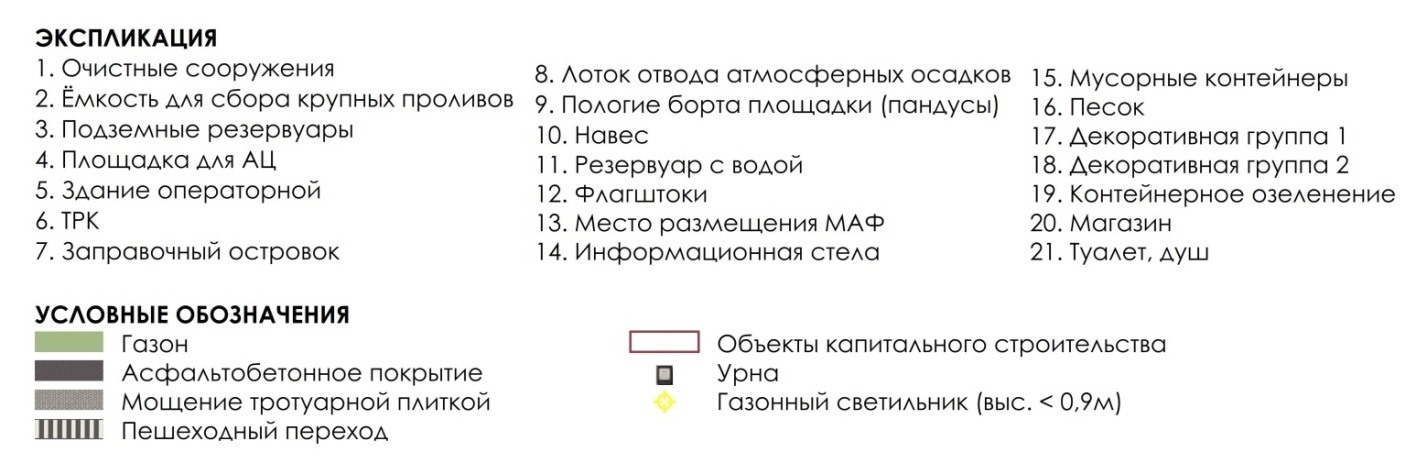 ЭКСПЛИКАЦИЯ
1. Очистные сооружения
2. Ёмкость для сбора крупных проливов
3. Подземные резервуары
4. Площадка для АЦ
5. Здание операторной
6. ТРК
7. Заправочный островок
8. Лоток отвода атмосферных осадков
9. Пологие борта площадки (пандусы)
10. Навес
11. Резервуар с водой
12. Флагштоки
13. Место размещения МАФ
14. Информационная стела
15. Мусорные контейнеры
16. Песок
17. Декоративная группа 1
18. Декоративная группа 2
19. Контейнерное озеленение
20. Магазин
21. Туалет, душ
УСЛОВНЫЕ ОБОЗНАЧЕНИЯ
Газон
Асфальтобетонное покрытие
Мощение тротуарной плиткой
Пешеходный переход
Объекты капитального строительства
Урна
Газонный светильник (выс. < 0,9м)